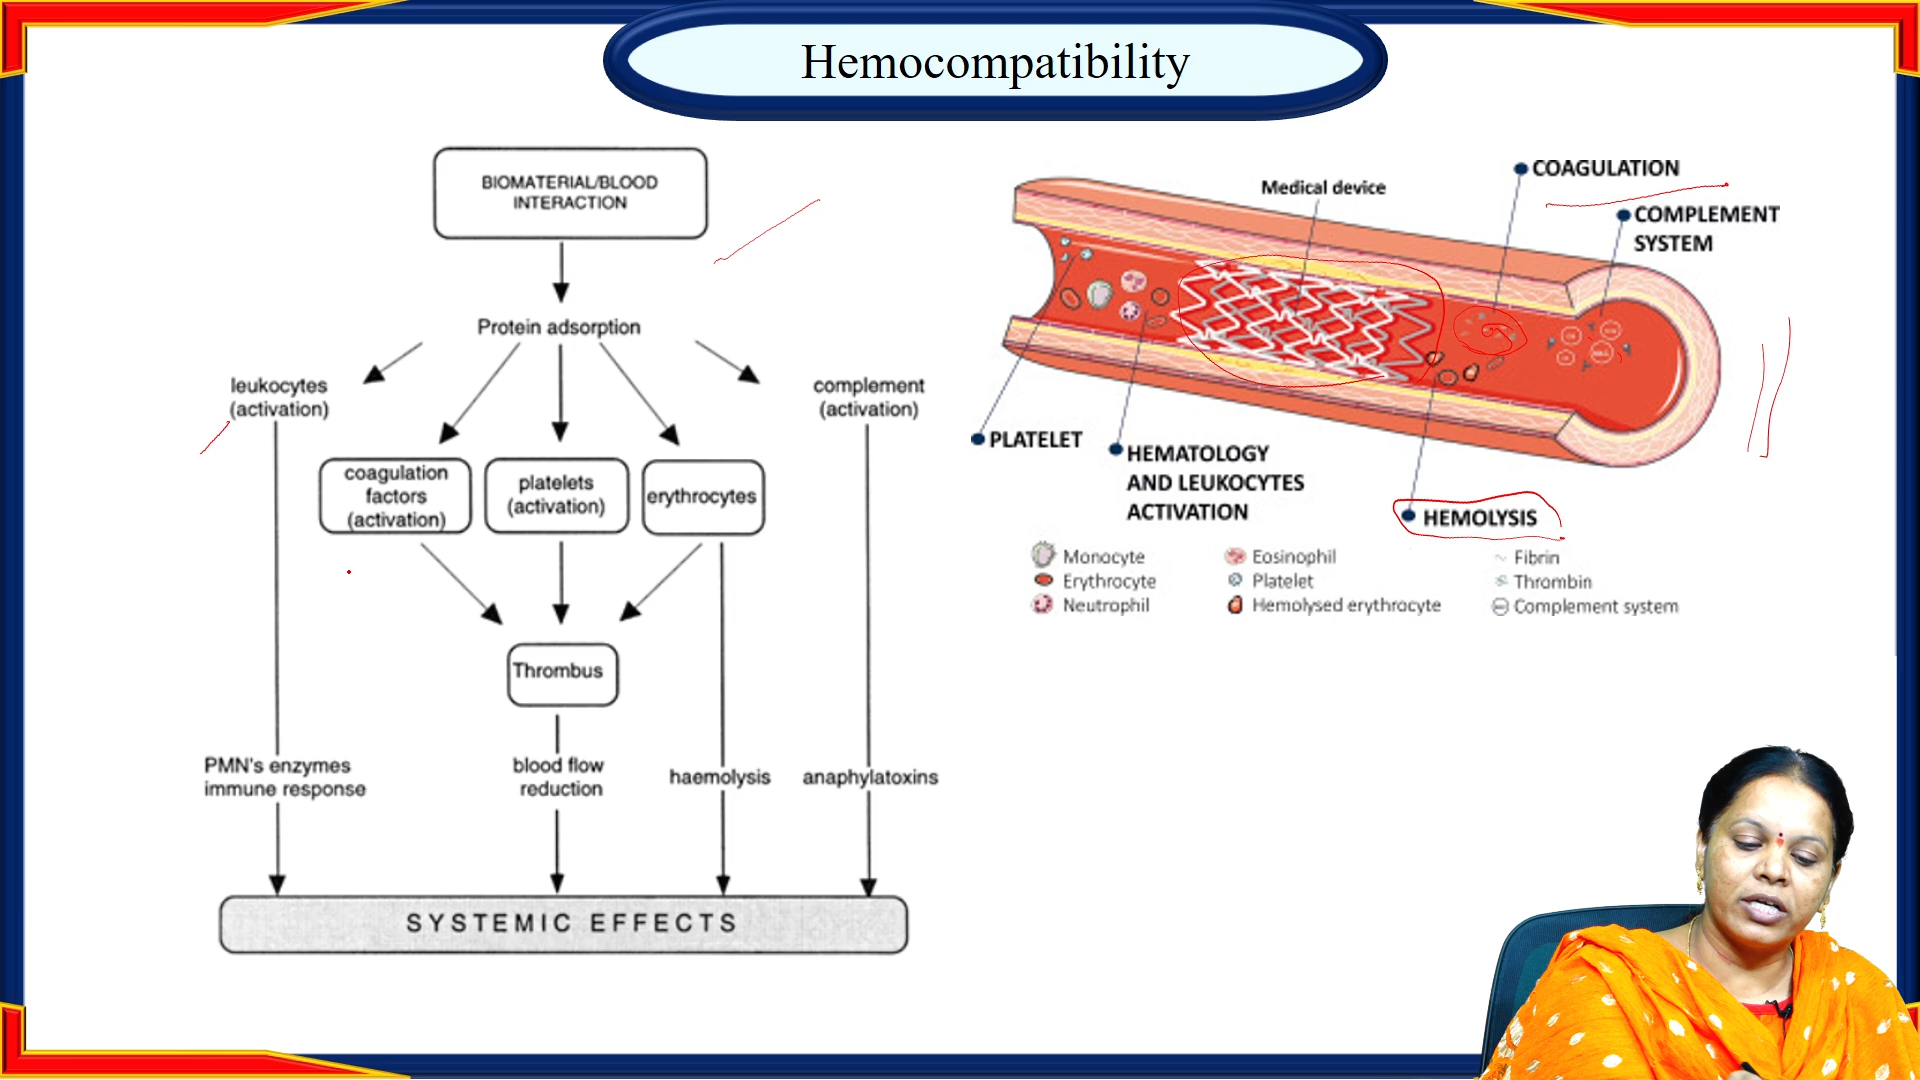 Hemocompatibility
BIOMATERIAL/BLOOD
INTERACTION
Protein adsorption
leukocytes
(activation)
complement
(activation)
coagulation
factors
(activation)
platelets
(activation)
erythrocytes
Thrombus
PMN's enzymes
immune response
blood flow
reduction
haemolysis
anaphylatoxins
SYSTEMIC EFFECTS
Medical device
COAGULATION
COMPLEMENT
SYSTEM
PLATELET
HEMATOLOGY
AND LEUKOCYTES
ACTIVATION
HEMOLYSIS
Monocyte
Erythrocyte
Neutrophil
Eosinophil
Platelet
Hemolysed erythrocyte
Fibrin
Thrombin
Complement system